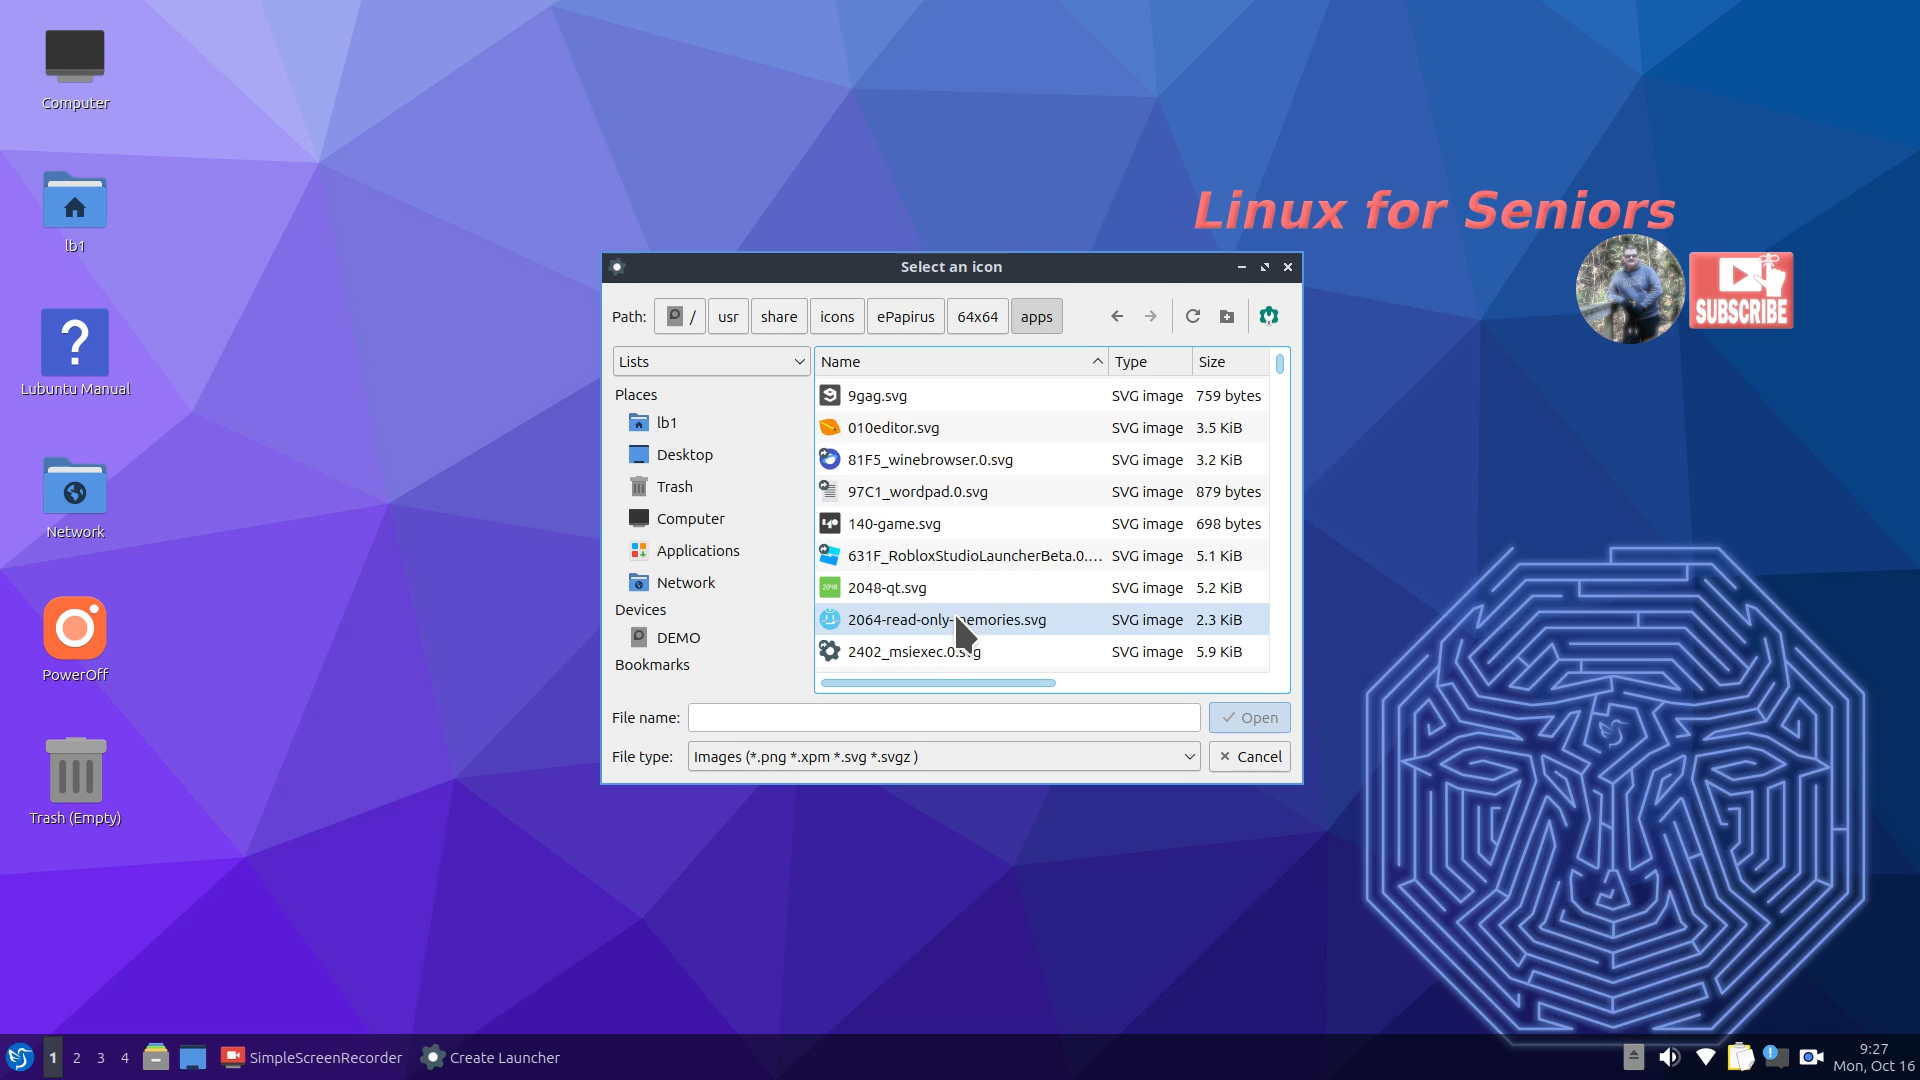 Computer
lb1
Lubuntu Manual
Network
PowerOff
Trash (Empty)
Linux for Seniors
SUBSCRIBE
Select an icon
Path: / usr share icons ePapirus 64x64 apps
Lists
Places
lb1
Desktop
Trash
Computer
Applications
Network
Devices
DEMO
Bookmarks
Name Type Size
9gag.svg SVG image 759 bytes
010editor.svg SVG image 3.5 KiB
81F5_winebrowser.0.svg SVG image 3.2 KiB
97C1_wordpad.0.svg SVG image 879 bytes
140-game.svg SVG image 698 bytes
631F_RobloxStudioLauncherBeta.0.... SVG image 5.1 KiB
2048-qt.svg SVG image 5.2 KiB
2064-read-only-memories.svg SVG image 2.3 KiB
2402_msiexec.0.svg SVG image 5.9 KiB
File name: Open
File type: Images (*.png *.xpm *.svg *.svgz ) Cancel
1 2 3 4 SimpleScreenRecorder Create Launcher
9:27
Mon, Oct 16